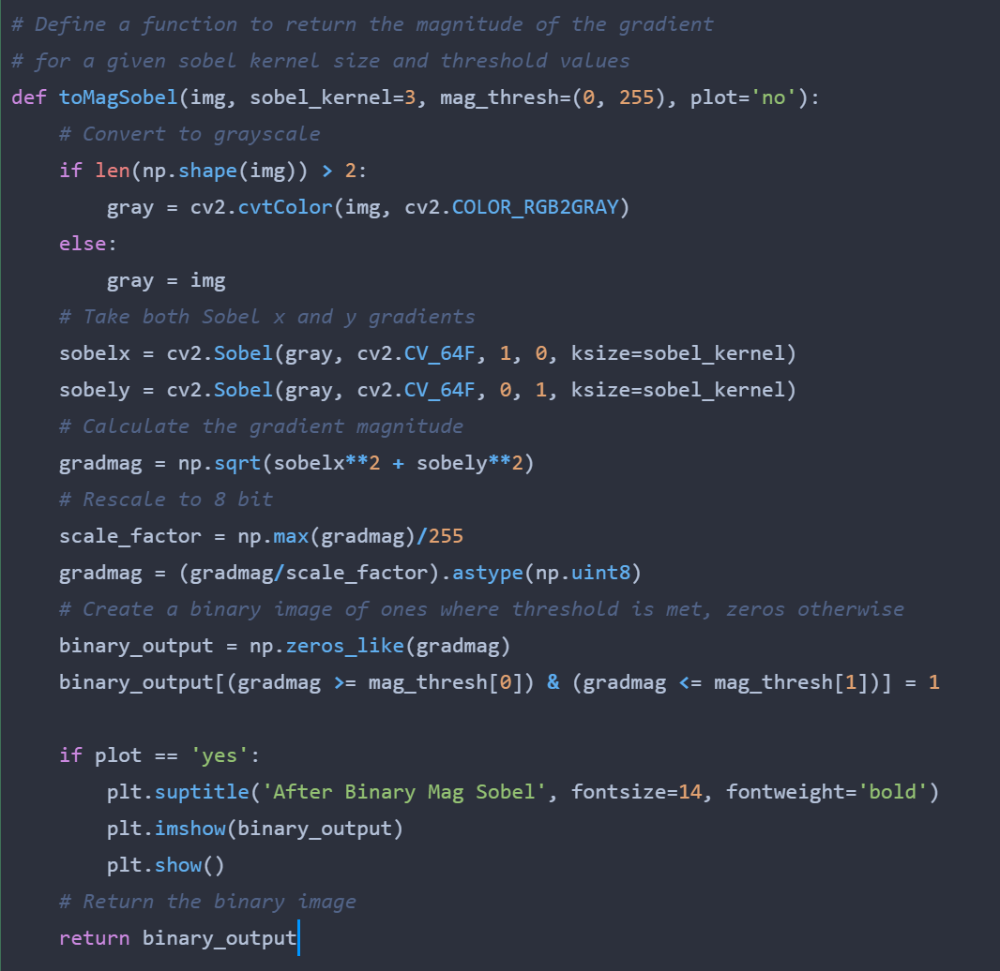 # Define a function to return the magnitude of the gradient
# for a given sobel kernel size and threshold values
def toMagSobel(img, sobel_kernel=3, mag_thresh=(0, 255), plot='no'):
    # Convert to grayscale
    if len(np.shape(img)) > 2:
        gray = cv2.cvtColor(img, cv2.COLOR_RGB2GRAY)
    else:
        gray = img
    # Take both Sobel x and y gradients
    sobelx = cv2.Sobel(gray, cv2.CV_64F, 1, 0, ksize=sobel_kernel)
    sobely = cv2.Sobel(gray, cv2.CV_64F, 0, 1, ksize=sobel_kernel)
    # Calculate the gradient magnitude
    gradmag = np.sqrt(sobelx**2 + sobely**2)
    # Rescale to 8 bit
    scale_factor = np.max(gradmag)/255
    gradmag = (gradmag/scale_factor).astype(np.uint8)
    # Create a binary image of ones where threshold is met, zeros otherwise
    binary_output = np.zeros_like(gradmag)
    binary_output[(gradmag >= mag_thresh[0]) & (gradmag <= mag_thresh[1])] = 1

    if plot == 'yes':
        plt.suptitle('After Binary Mag Sobel', fontsize=14, fontweight='bold')
        plt.imshow(binary_output)
        plt.show()
    # Return the binary image
    return binary_output